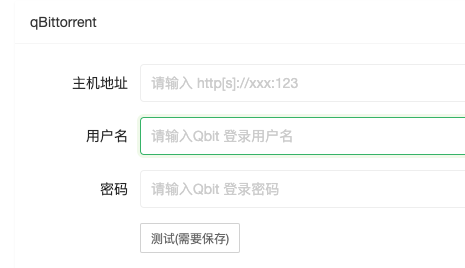 qBittorrent
主机地址 请输入 http[s]://xxx:123
用户名 请输入Qbit 登录用户名
密码 请输入Qbit 登录密码
测试(需要保存)